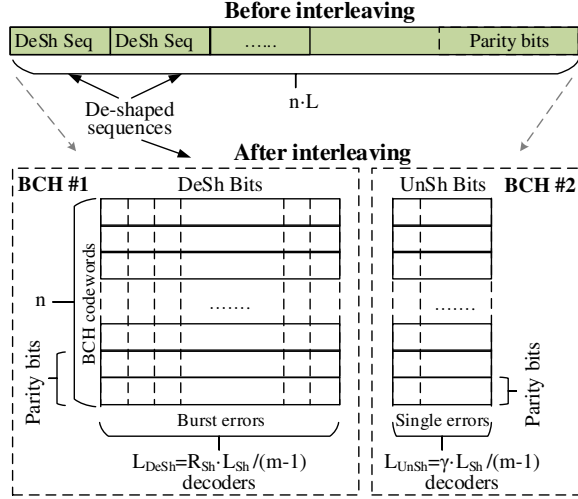 Before interleaving
DeSh Seq DeSh Seq ...... Parity bits
n·L
De-shaped
sequences
After interleaving
BCH #1 DeSh Bits UnSh Bits BCH #2
n
BCH codewords
Parity bits
.......
.......
Parity bits
Burst errors Single errors
L_DeSh=R_Sh·L_Sh/(m-1) L_UnSh=γ·L_Sh/(m-1)
decoders decoders